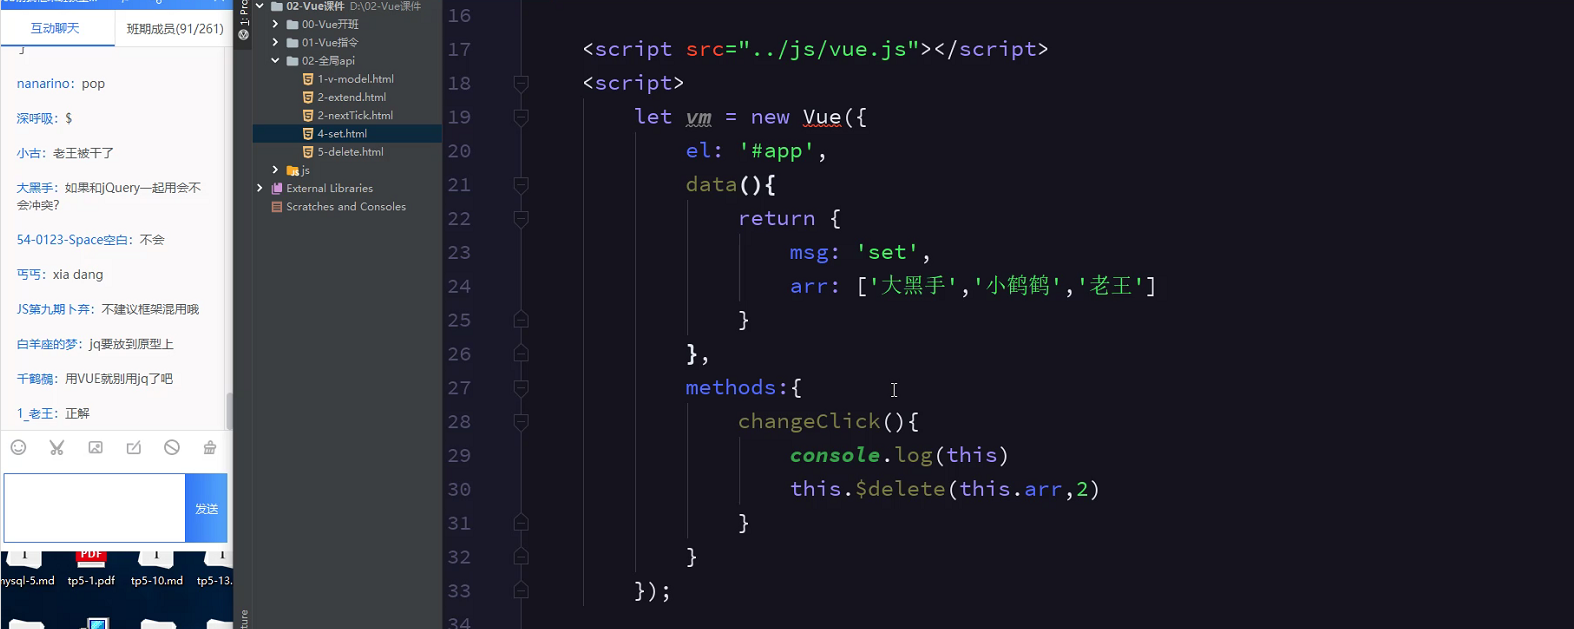 互动聊天
班期成员(91/261)
nanarino： pop
深呼吸： $
小古： 老王被干了
大黑手： 如果和jQuery一起用会不
会冲突?
54-0123-Space空白： 不会
丐丐： xia dang
JS第九期卜弃： 不建议框架混用哦
白羊座的梦： jq要放到原型上
千鹤鵺： 用VUE就别用jq了吧
1_老王： 正解
发送
mysql-5.md
tp5-1.pdf
tp5-10.md
tp5-13.
PDF
02-Vue课件 D:\02-Vue课件
00-Vue开班
01-Vue指令
02-全局api
1-v-model.html
2-extend.html
2-nextTick.html
4-set.html
5-delete.html
js
External Libraries
Scratches and Consoles
16
17 <script src="../js/vue.js"></script>
18 <script>
19 let vm = new Vue({
20 el: '#app',
21 data(){
22 return {
23 msg: 'set',
24 arr: ['大黑手','小鹤鹤','老王']
25 }
26 },
27 methods:{
28 changeClick(){
29 console.log(this)
30 this.$delete(this.arr,2)
31 }
32 }
33 });
34